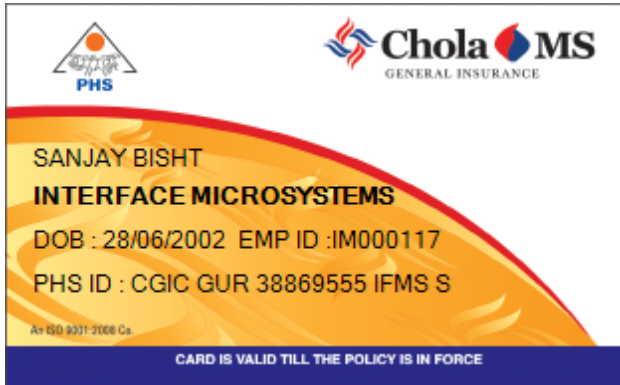 PHS
Chola MS
GENERAL INSURANCE
SANJAY BISHT
INTERFACE MICROSYSTEMS
DOB : 28/06/2002 EMP ID :IM000117
PHS ID : CGIC GUR 38869555 IFMS S
An ISO 9001-2008 Co.
CARD IS VALID TILL THE POLICY IS IN FORCE